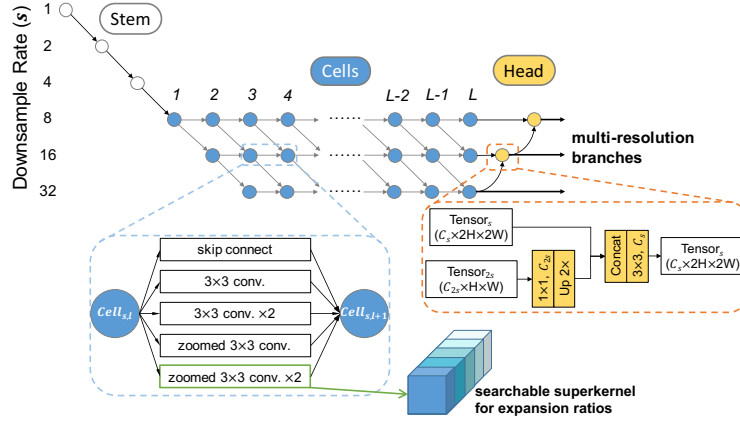 Downsample Rate (s)
1
2
4
8
16
32
Stem
Cells
Head
1 2 3 4 L-2 L-1 L
...... ...... ......
multi-resolution
branches
Cell_{s,l}
skip connect
3×3 conv.
3×3 conv. ×2
zoomed 3×3 conv.
zoomed 3×3 conv. ×2
Cell_{s,l+1}
Tensor_s
(C_s×2H×2W)
Tensor_{2s}
(C_{2s}×H×W)
1×1, C_{2s}
Up 2×
Concat
3×3, C_s
Tensor_s
(C_s×2H×2W)
searchable superkernel
for expansion ratios